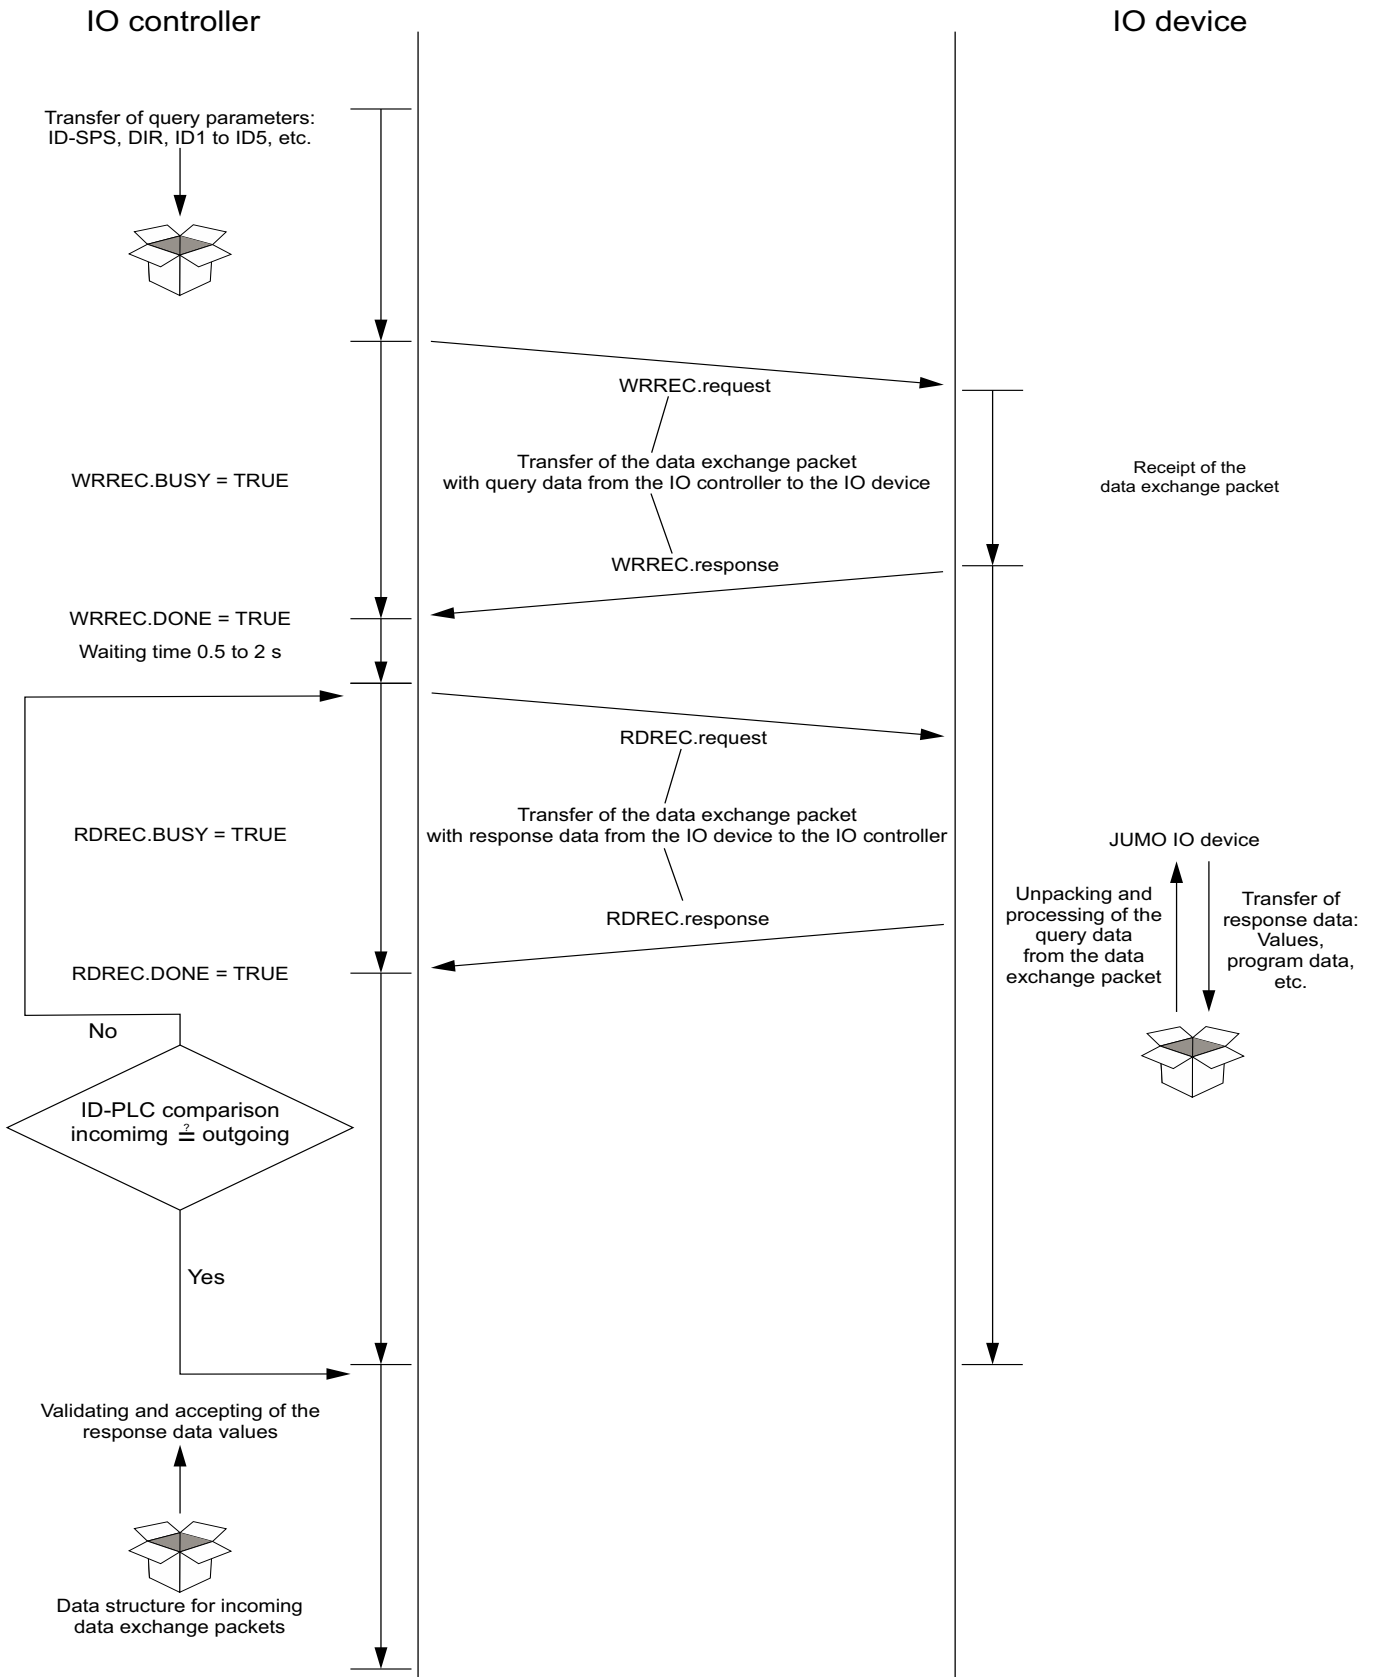 IO controller
IO device
Transfer of query parameters:
ID-SPS, DIR, ID1 to ID5, etc.
WRREC.request
WRREC.BUSY = TRUE
Transfer of the data exchange packet
with query data from the IO controller to the IO device
Receipt of the
data exchange packet
WRREC.response
WRREC.DONE = TRUE
Waiting time 0.5 to 2 s
RDREC.request
RDREC.BUSY = TRUE
Transfer of the data exchange packet
with response data from the IO device to the IO controller
JUMO IO device
Unpacking and
processing of the
query data
from the data
exchange packet
Transfer of
response data:
Values,
program data,
etc.
RDREC.response
RDREC.DONE = TRUE
No
ID-PLC comparison
incomimg ≟ outgoing
Yes
Validating and accepting of the
response data values
Data structure for incoming
data exchange packets